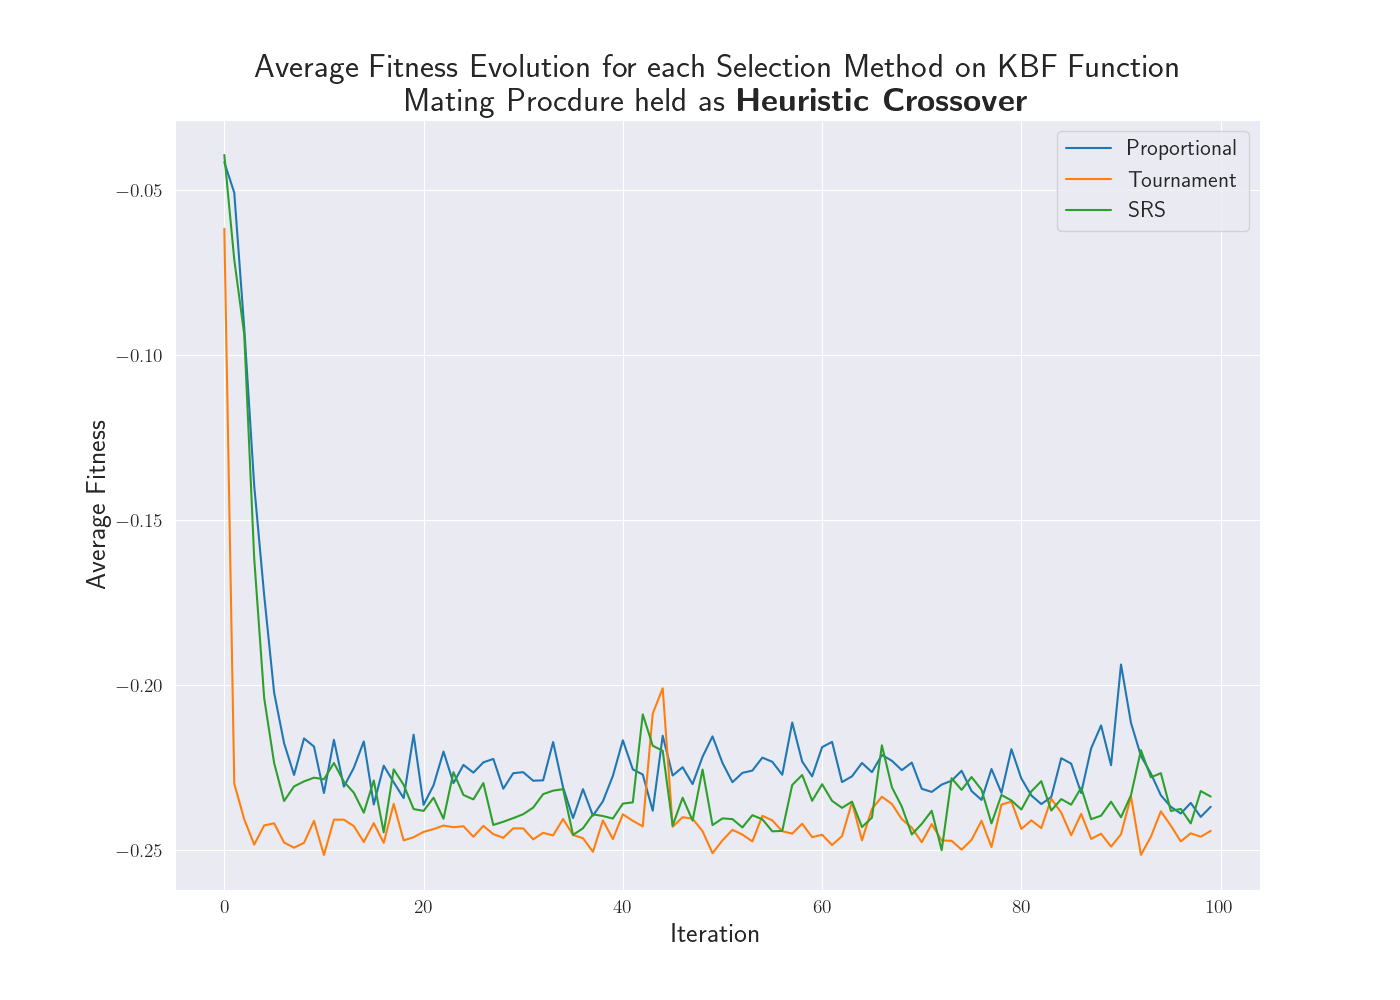 Average Fitness Evolution for each Selection Method on KBF Function
Mating Procdure held as Heuristic Crossover
Proportional
Tournament
SRS
Average Fitness
−0.05
−0.10
−0.15
−0.20
−0.25
0 20 40 60 80 100
Iteration